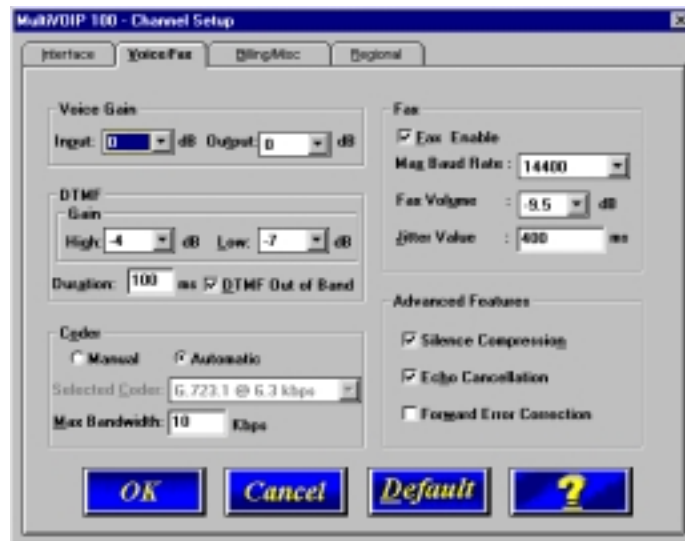 MultiVOIP 100 - Channel Setup
Interface Voice/Fax Billing/Misc Regional
Voice Gain
Input: 0 dB Output: 0 dB
DTMF
Gain
High: -4 dB Low: -7 dB
Duration: 100 ms DTMF Out of Band
Coder
Manual Automatic
Selected Coder: G.723.1 @ 6.3 kbps
Max Bandwidth: 10 Kbps
Fax
Fax Enable
Max Baud Rate : 14400
Fax Volume : -9.5 dB
Jitter Value : 400 ms
Advanced Features
Silence Compression
Echo Cancellation
Forward Error Correction
OK Cancel Default ?